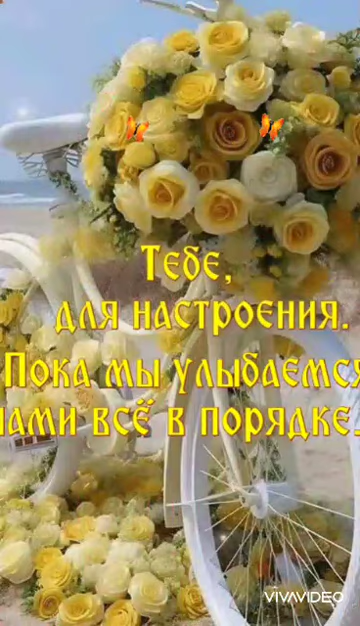 Тебе,
для настроения.
Пока мы улыбаемся
нами всё в порядке.
VIVAVIDEO